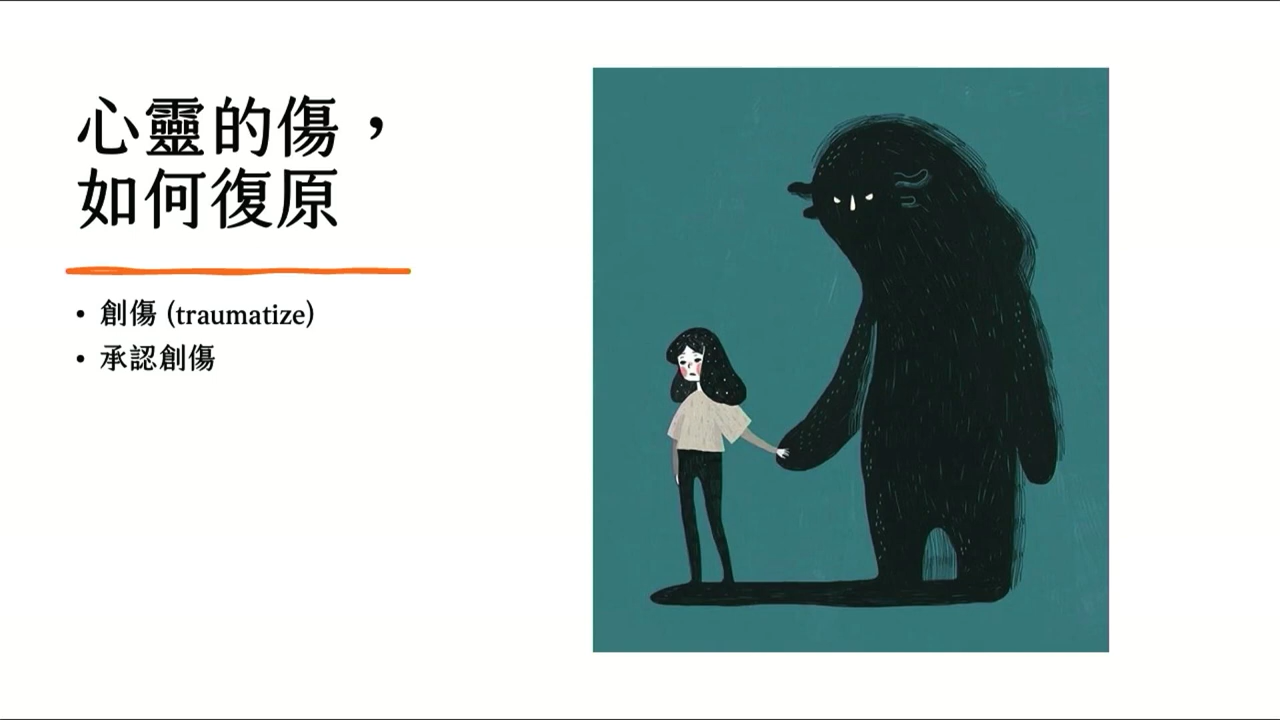 心靈的傷，
如何復原
• 創傷 (traumatize)
• 承認創傷